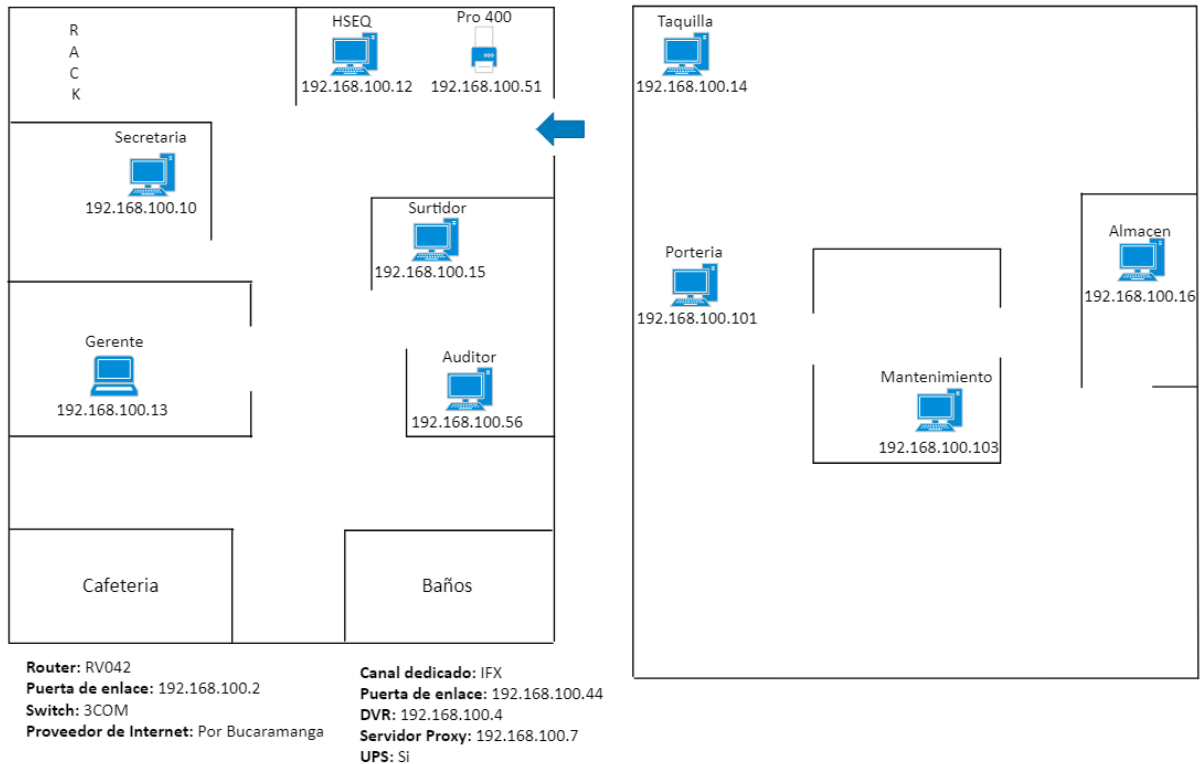 R
A
C
K
HSEQ
192.168.100.12
Pro 400
192.168.100.51
Secretaria
192.168.100.10
Surtidor
192.168.100.15
Gerente
192.168.100.13
Auditor
192.168.100.56
Cafeteria
Baños
Taquilla
192.168.100.14
Porteria
192.168.100.101
Almacen
192.168.100.16
Mantenimiento
192.168.100.103
Router: RV042
Puerta de enlace: 192.168.100.2
Switch: 3COM
Proveedor de Internet: Por Bucaramanga
Canal dedicado: IFX
Puerta de enlace: 192.168.100.44
DVR: 192.168.100.4
Servidor Proxy: 192.168.100.7
UPS: Si